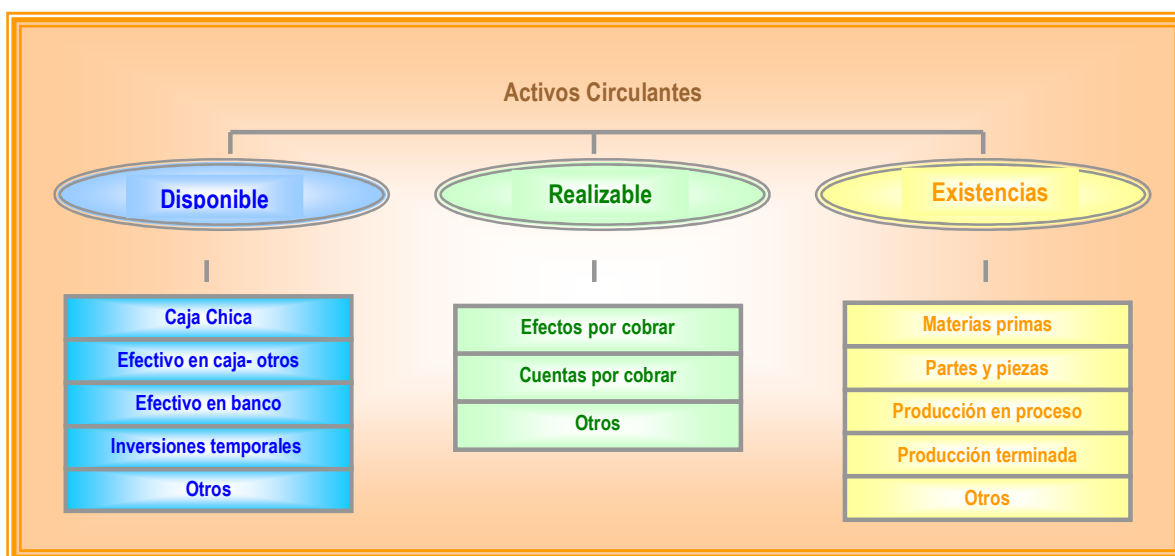 Activos Circulantes
Disponible
Realizable
Existencias
Caja Chica
Efectivo en caja- otros
Efectivo en banco
Inversiones temporales
Otros
Efectos por cobrar
Cuentas por cobrar
Otros
Materias primas
Partes y piezas
Producción en proceso
Producción terminada
Otros